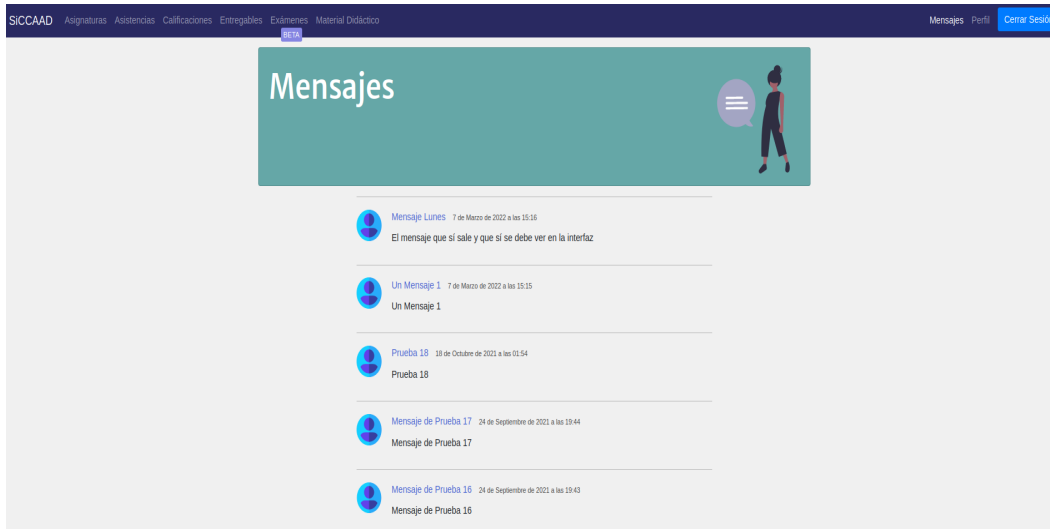 SiCCAAD Asignaturas Asistencias Calificaciones Entregables Exámenes Material Didáctico Mensajes Perfil Cerrar Sesión
BETA
Mensajes
Mensaje Lunes 7 de Marzo de 2022 a las 15:16
El mensaje que sí sale y que sí se debe ver en la interfaz
Un Mensaje 1 7 de Marzo de 2022 a las 15:15
Un Mensaje 1
Prueba 18 18 de Octubre de 2021 a las 01:54
Prueba 18
Mensaje de Prueba 17 24 de Septiembre de 2021 a las 19:44
Mensaje de Prueba 17
Mensaje de Prueba 16 24 de Septiembre de 2021 a las 19:43
Mensaje de Prueba 16